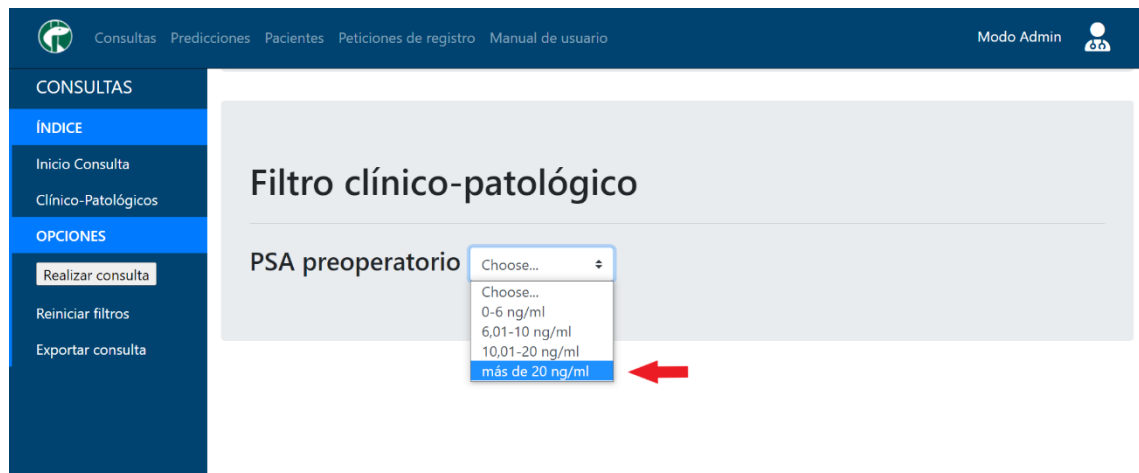 Consultas Predicciones Pacientes Peticiones de registro Manual de usuario Modo Admin
CONSULTAS
ÍNDICE
Inicio Consulta
Clínico-Patológicos
OPCIONES
Realizar consulta
Reiniciar filtros
Exportar consulta
Filtro clínico-patológico
PSA preoperatorio Choose...
Choose...
0-6 ng/ml
6,01-10 ng/ml
10,01-20 ng/ml
más de 20 ng/ml